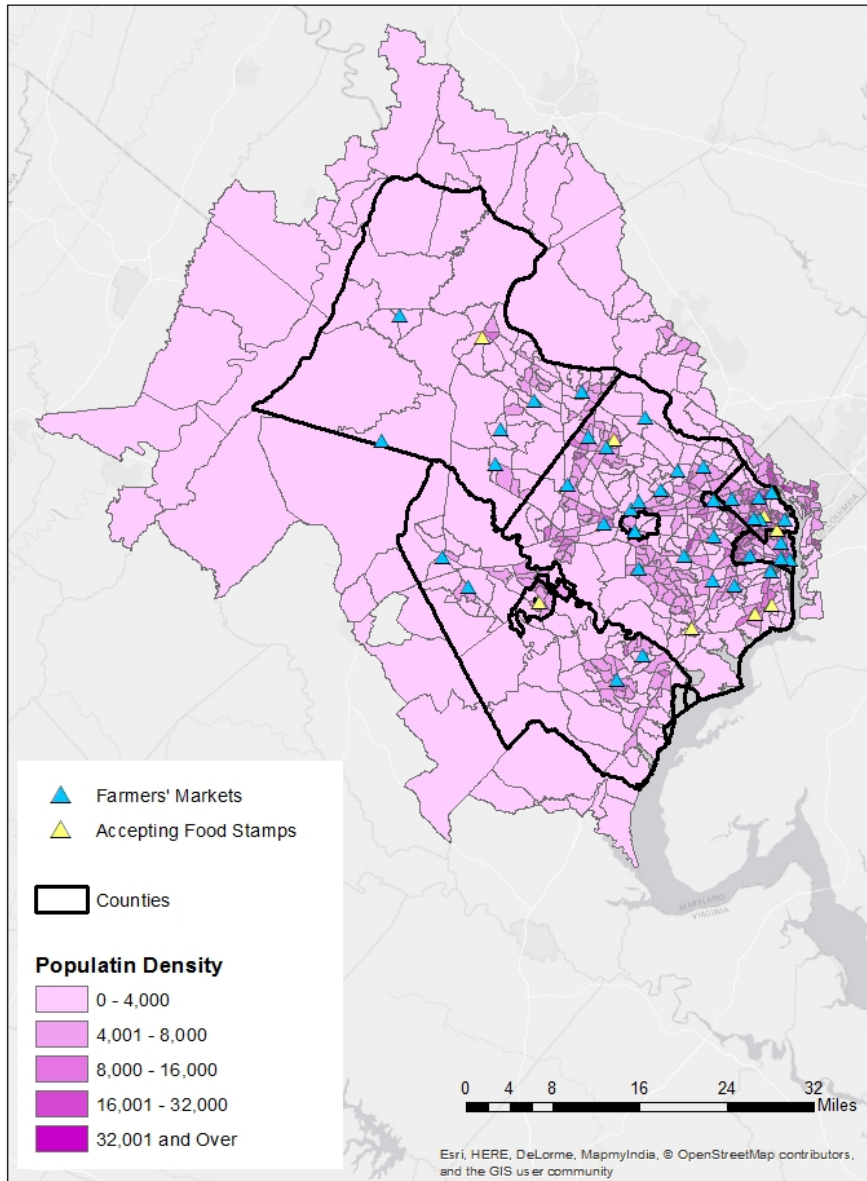 COLUMBIA
MARYLAND
VIRGINIA
Farmers' Markets
Accepting Food Stamps
Counties
Populatin Density
0 - 4,000
4,001 - 8,000
8,000 - 16,000
16,001 - 32,000
32,001 and Over
0 4 8 16 24 32
Miles
Esri, HERE, DeLorme, MapmyIndia, © OpenStreetMap contributors,
and the GIS user community